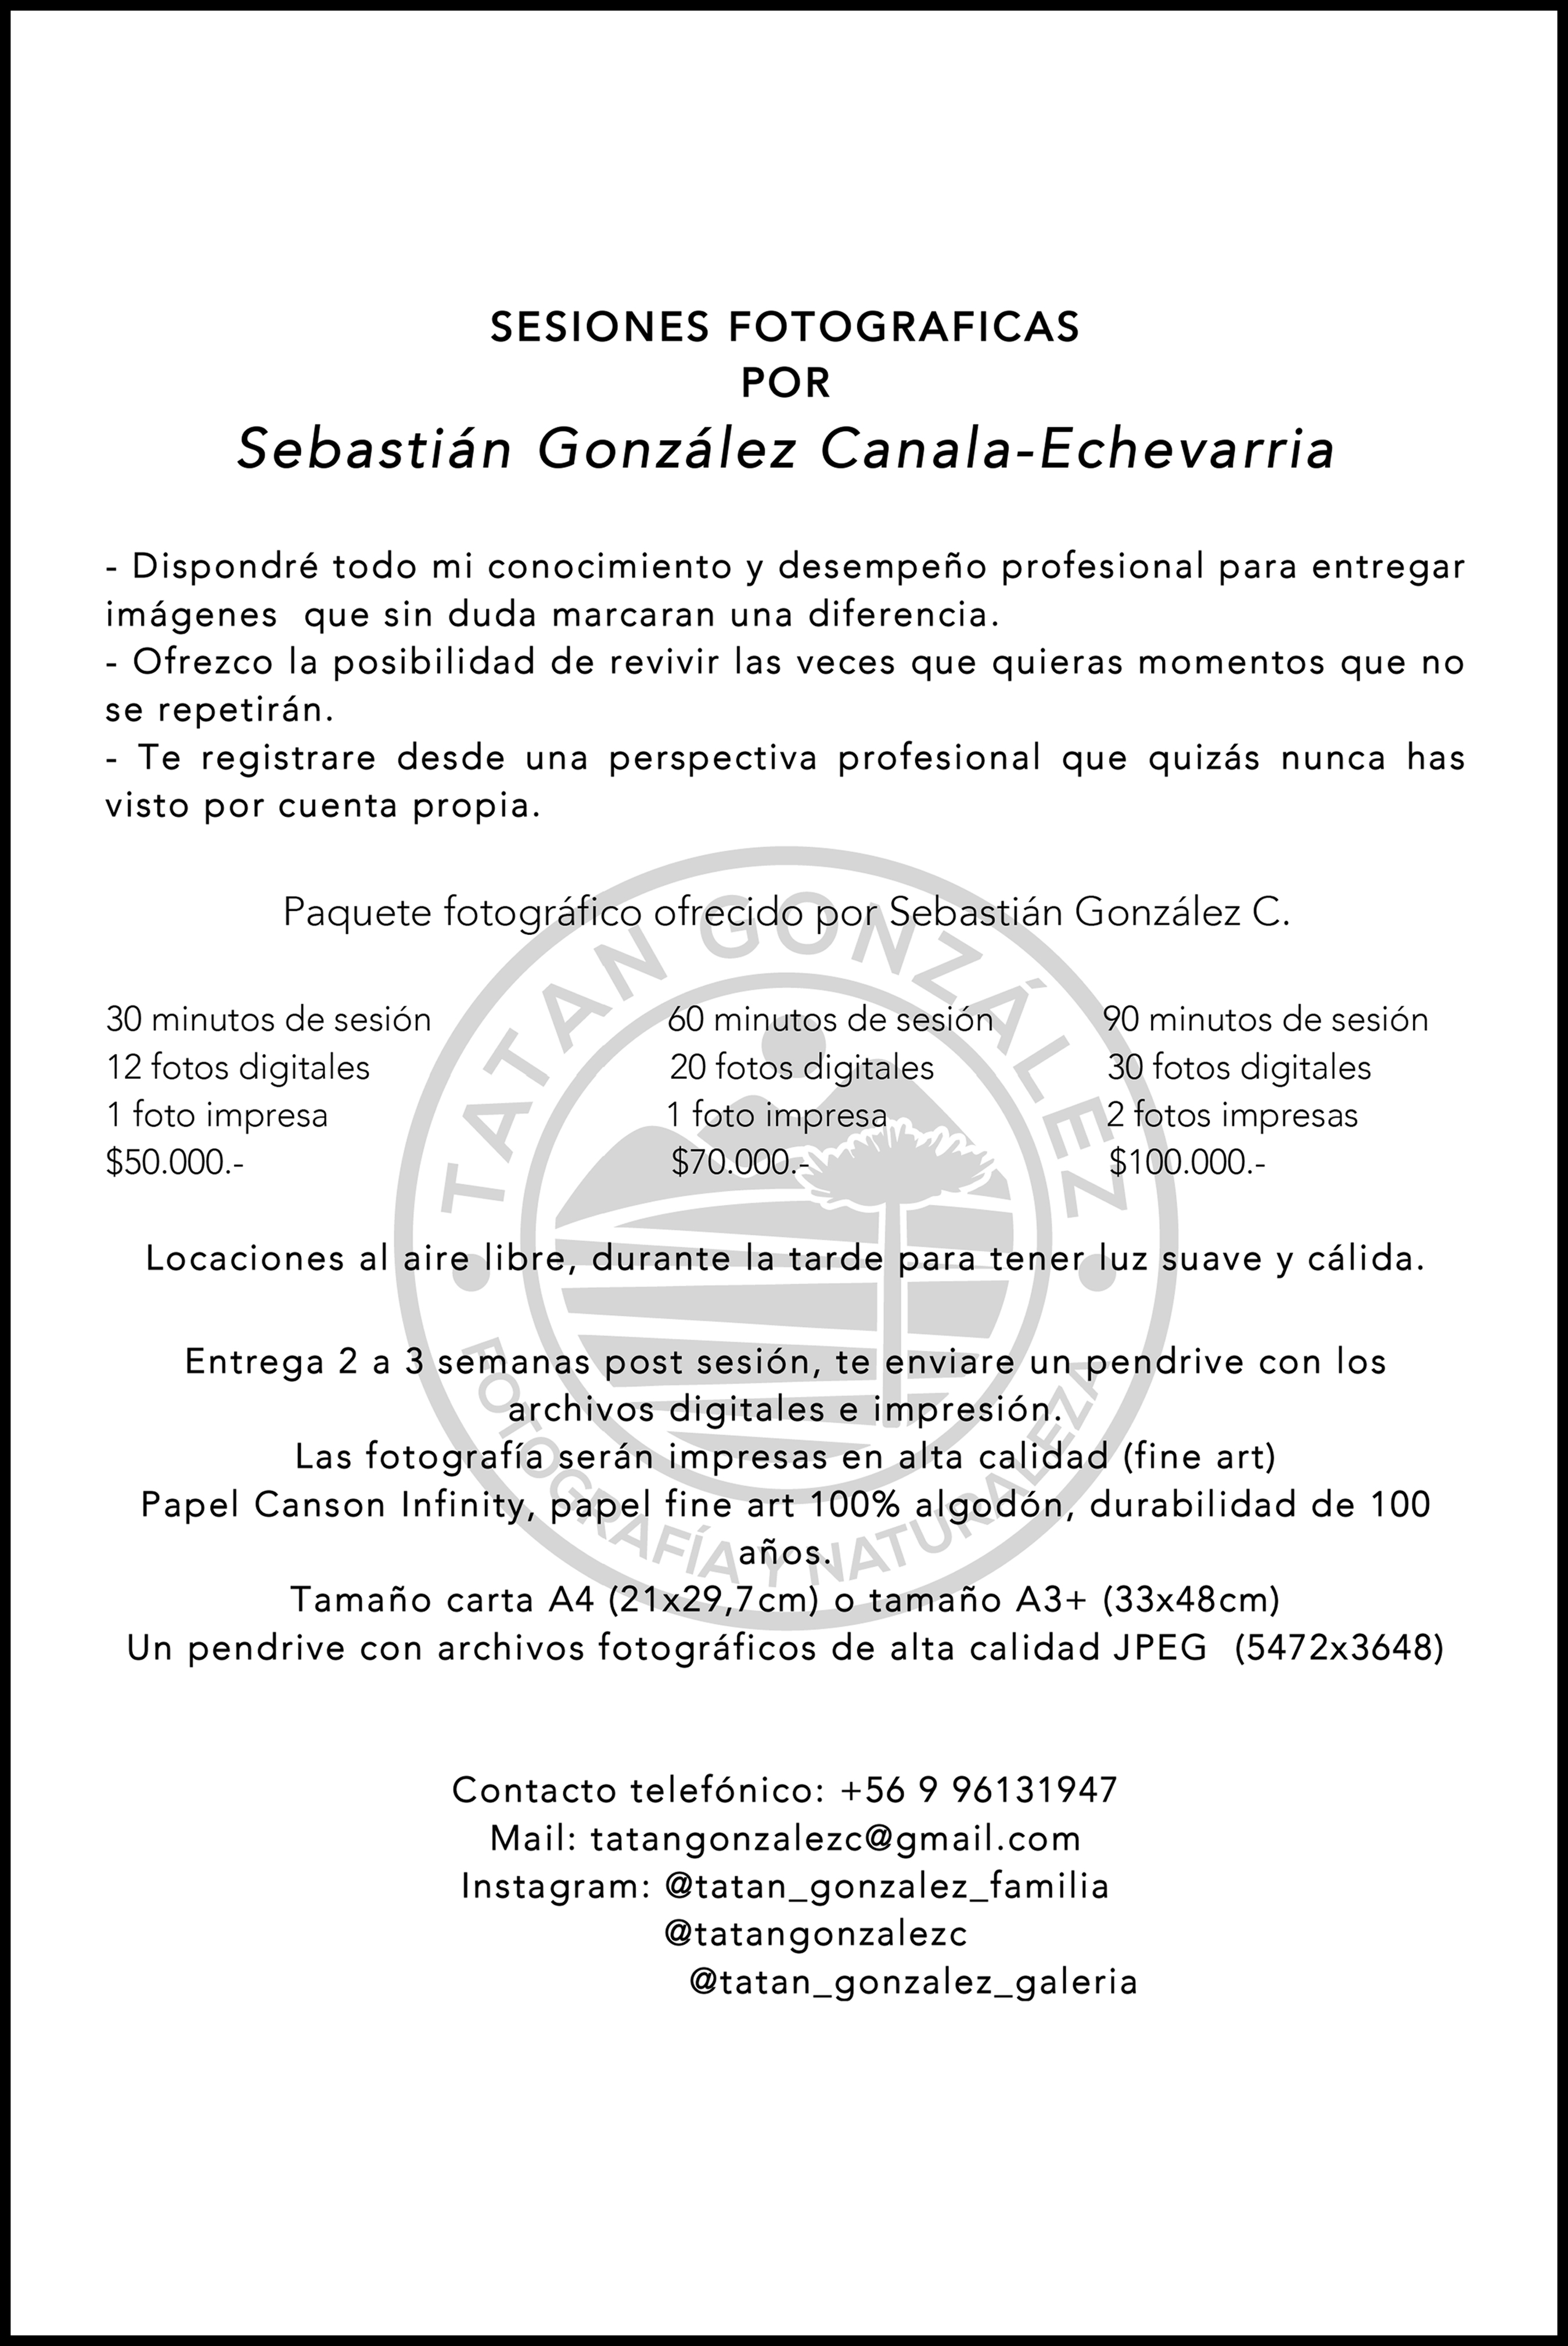 SESIONES FOTOGRAFICAS
POR
Sebastián González Canala-Echevarria
- Dispondré todo mi conocimiento y desempeño profesional para entregar
imágenes  que sin duda marcaran una diferencia.
- Ofrezco la posibilidad de revivir las veces que quieras momentos que no
se repetirán.
- Te registrare desde una perspectiva profesional que quizás nunca has
visto por cuenta propia.
Paquete fotográfico ofrecido por Sebastián González C.
30 minutos de sesión 60 minutos de sesión 90 minutos de sesión
12 fotos digitales 20 fotos digitales 30 fotos digitales
1 foto impresa 1 foto impresa 2 fotos impresas
$50.000.- $70.000.- $100.000.-
Locaciones al aire libre, durante la tarde para tener luz suave y cálida.
Entrega 2 a 3 semanas post sesión, te enviare un pendrive con los
archivos digitales e impresión.
Las fotografía serán impresas en alta calidad (fine art)
Papel Canson Infinity, papel fine art 100% algodón, durabilidad de 100
años.
Tamaño carta A4 (21x29,7cm) o tamaño A3+ (33x48cm)
Un pendrive con archivos fotográficos de alta calidad JPEG  (5472x3648)
Contacto telefónico: +56 9 96131947
Mail: tatangonzalezc@gmail.com
Instagram: @tatan_gonzalez_familia
@tatangonzalezc
@tatan_gonzalez_galeria
TATAN GONZÁLEZ
FOTOGRAFÍA Y NATURALEZA